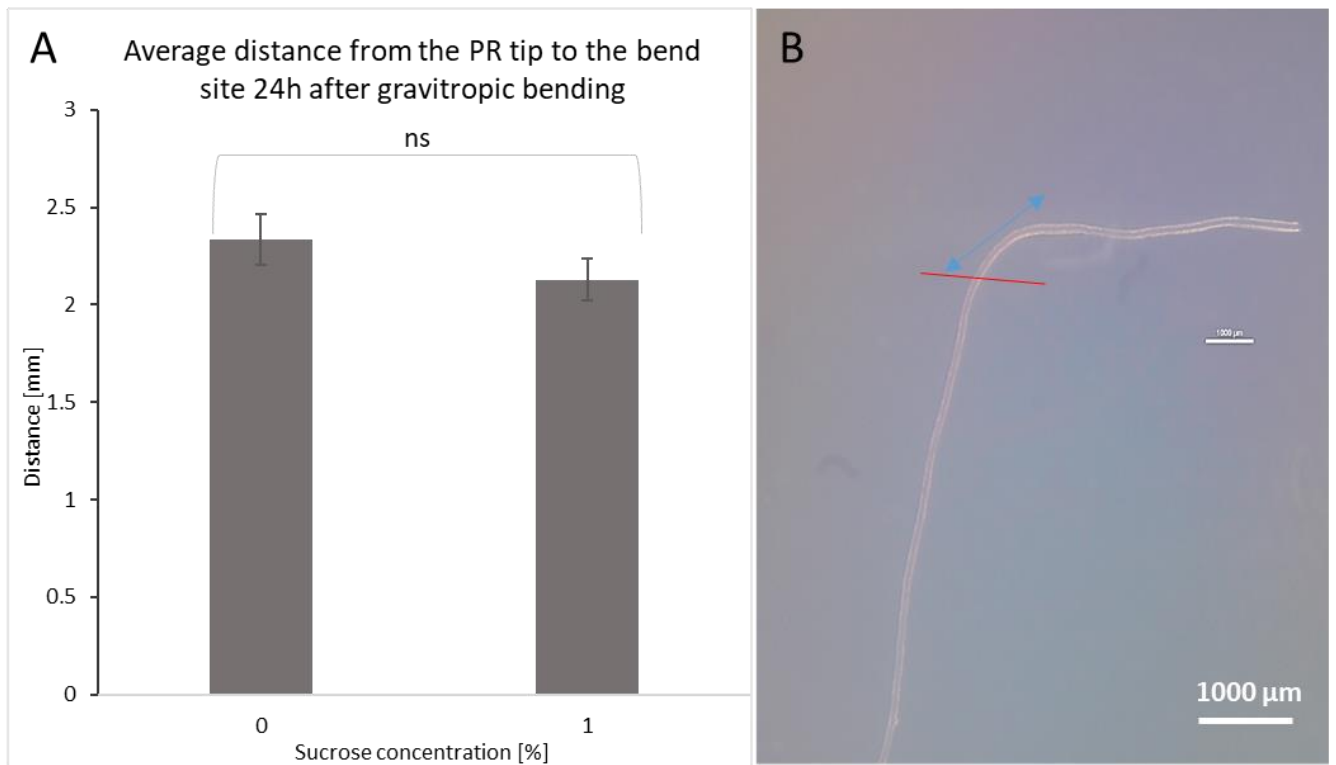 A
Average distance from the PR tip to the bend
site 24h after gravitropic bending
3
ns
2.5
2
1.5
1
0.5
0
Distance [mm]
0
1
Sucrose concentration [%]
B
1000 µm
1000 µm